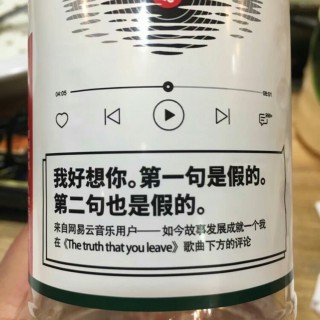 04:05
我好想你。第一句是假的。
第二句也是假的。
来自网易云音乐用户——如今故事发展成就一个我
在《The truth that you leave》歌曲下方的评论